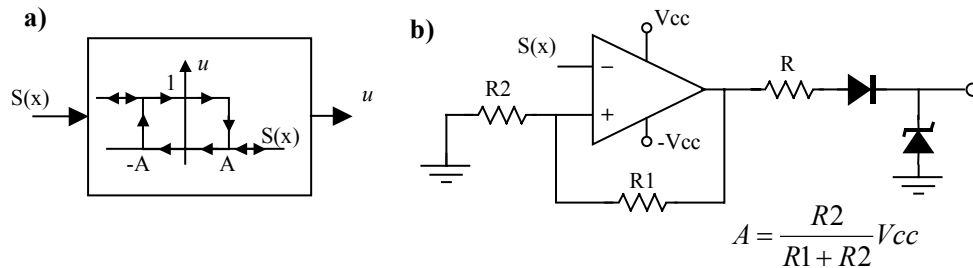 a)
1 u
S(x)
u
S(x)
-A A
b)
Vcc
S(x)
R
R2
-Vcc
R1
A = R2 / (R1 + R2) Vcc